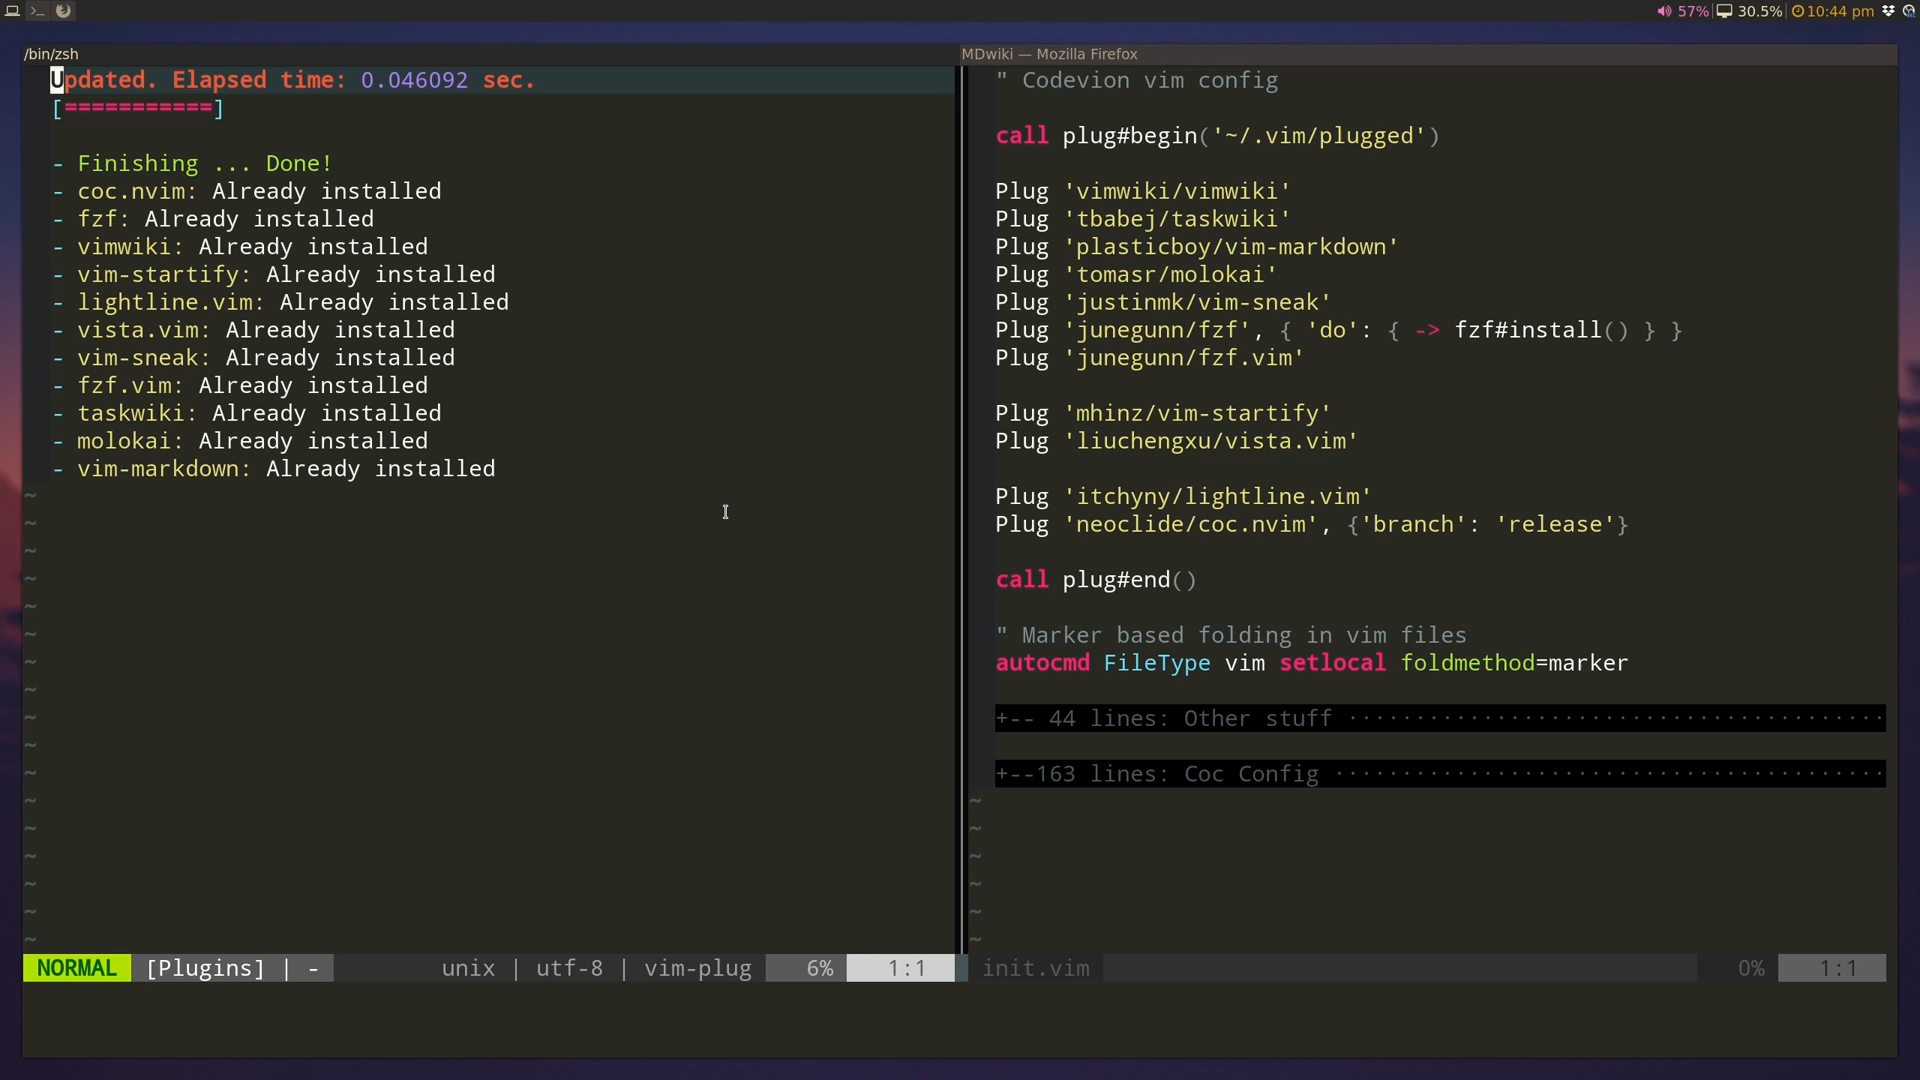 57% 30.5% 10:44 pm
/bin/zsh
MDwiki — Mozilla Firefox
Updated. Elapsed time: 0.046092 sec.
[===========]
- Finishing ... Done!
- coc.nvim: Already installed
- fzf: Already installed
- vimwiki: Already installed
- vim-startify: Already installed
- lightline.vim: Already installed
- vista.vim: Already installed
- vim-sneak: Already installed
- fzf.vim: Already installed
- taskwiki: Already installed
- molokai: Already installed
- vim-markdown: Already installed
NORMAL [Plugins] | - unix | utf-8 | vim-plug 6% 1:1
" Codevion vim config
call plug#begin('~/.vim/plugged')
Plug 'vimwiki/vimwiki'
Plug 'tbabej/taskwiki'
Plug 'plasticboy/vim-markdown'
Plug 'tomasr/molokai'
Plug 'justinmk/vim-sneak'
Plug 'junegunn/fzf', { 'do': { -> fzf#install() } }
Plug 'junegunn/fzf.vim'
Plug 'mhinz/vim-startify'
Plug 'liuchengxu/vista.vim'
Plug 'itchyny/lightline.vim'
Plug 'neoclide/coc.nvim', {'branch': 'release'}
call plug#end()
" Marker based folding in vim files
autocmd FileType vim setlocal foldmethod=marker
+-- 44 lines: Other stuff ········································
+--163 lines: Coc Config ·········································
init.vim 0% 1:1